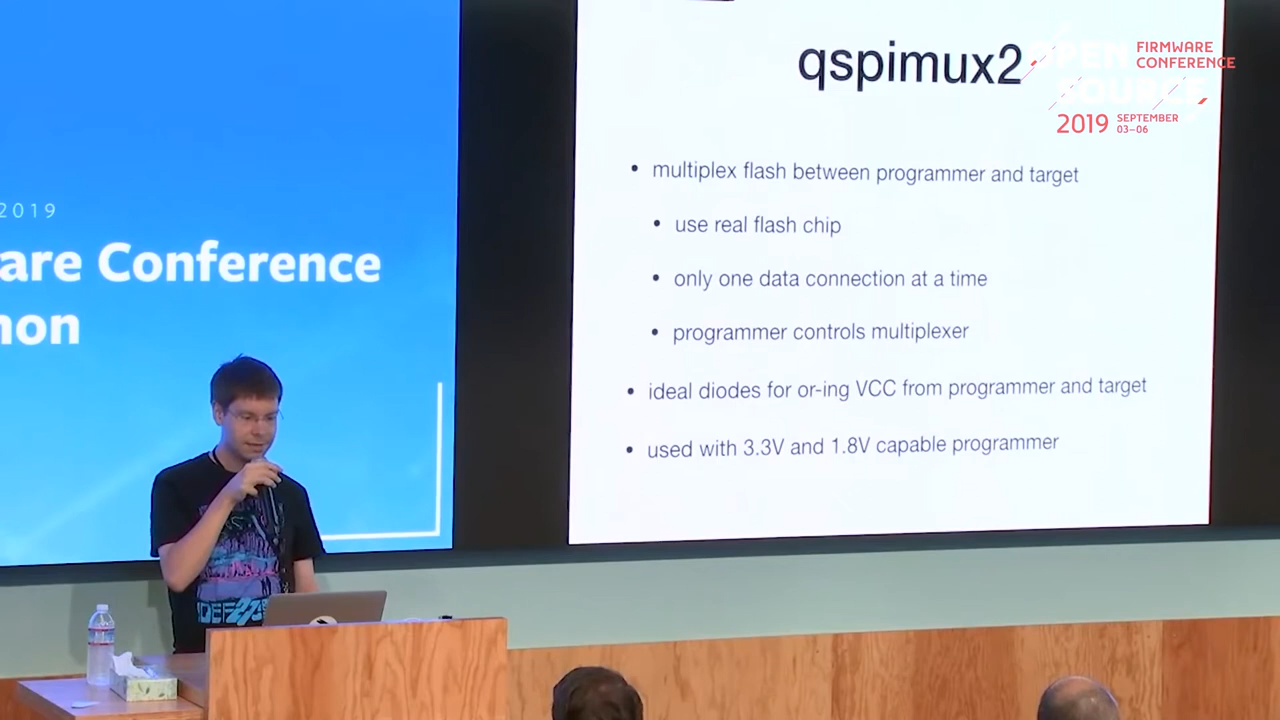 2019
are Conference
non
qspimux2
OPEN
SOURCE
FIRMWARE
CONFERENCE
2019
SEPTEMBER
03–06
• multiplex flash between programmer and target
• use real flash chip
• only one data connection at a time
• programmer controls multiplexer
• ideal diodes for or-ing VCC from programmer and target
• used with 3.3V and 1.8V capable programmer